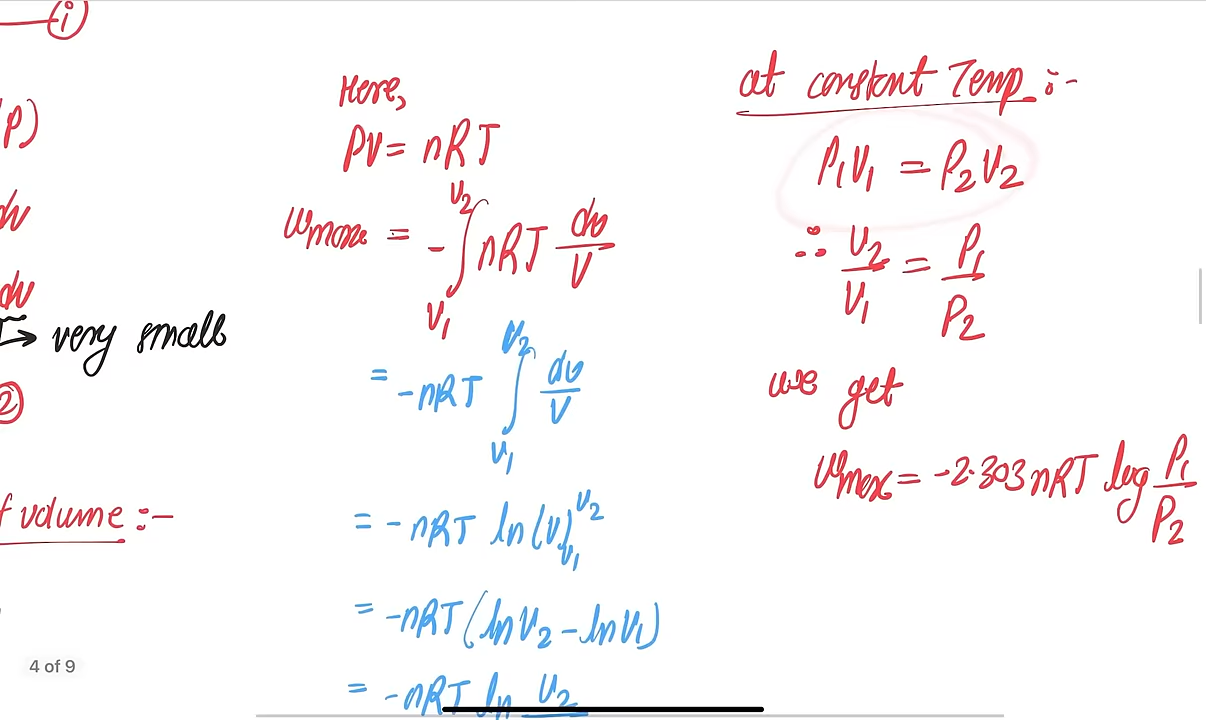 i
P)
dv
dv
→ very small
2
f volume :-
4 of 9
Here,
PV = nRT
Wmax = -∫V₁^V₂ nRT dv/V
= -nRT ∫V₁^V₂ dv/V
= -nRT ln(V)V₁^V₂
= -nRT(lnV₂ - lnV₁)
= -nRT ln V₂
at constant Temp :-
P₁V₁ = P₂V₂
∴ V₂/V₁ = P₁/P₂
we get
Wmax = -2.303 nRT log P₁/P₂